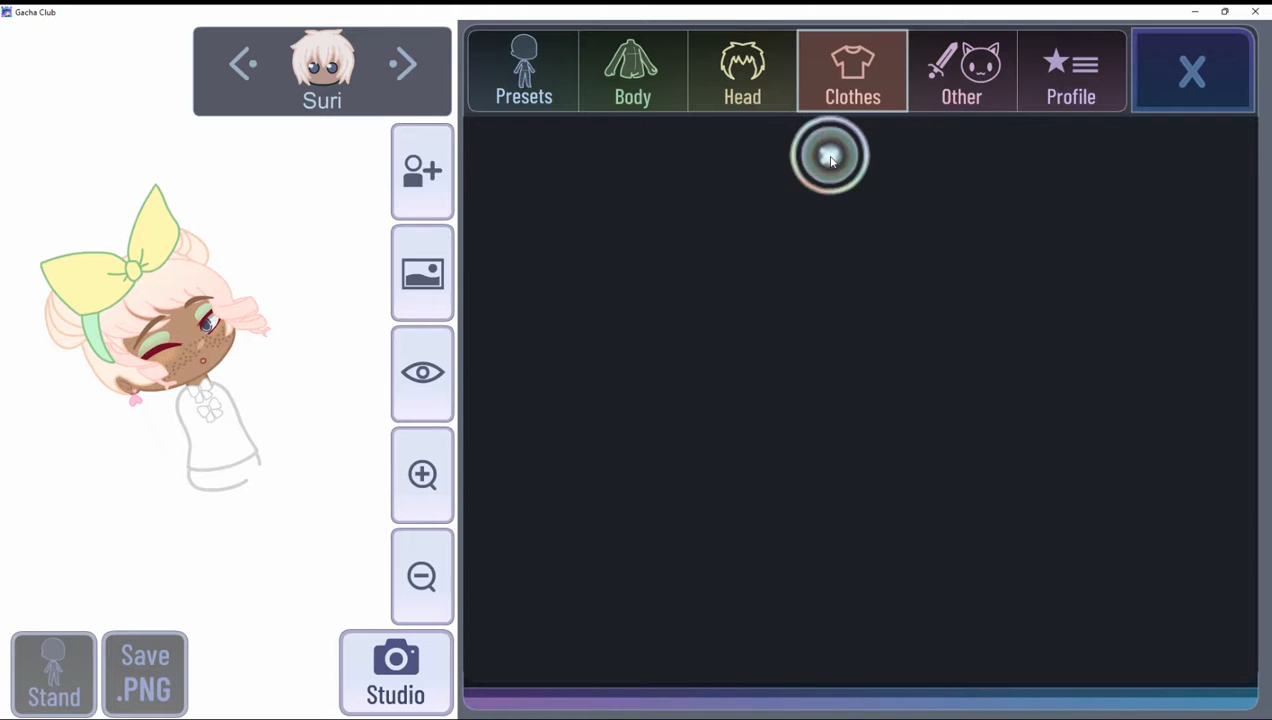 Gacha Club
Suri
Presets
Body
Head
Clothes
Other
Profile
X
Stand
Save
.PNG
Studio